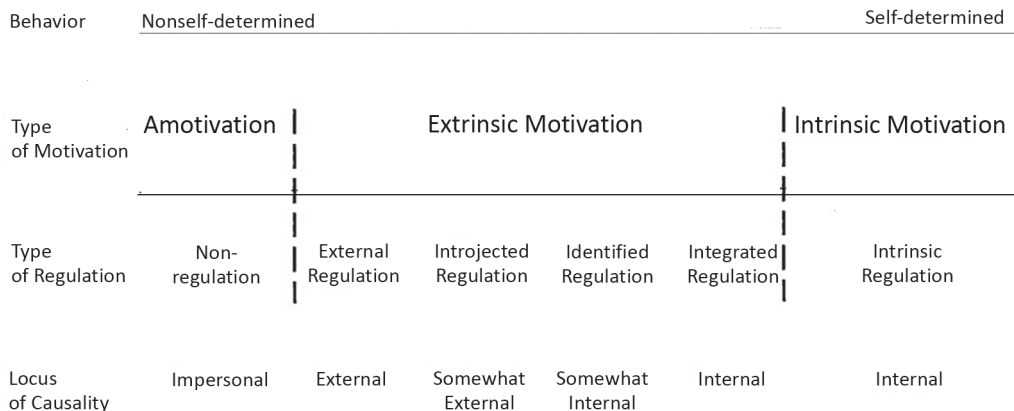 Behavior Nonself-determined Self-determined
Type Amotivation Extrinsic Motivation Intrinsic Motivation
of Motivation
Type Non- External Introjected Identified Integrated Intrinsic
of Regulation regulation Regulation Regulation Regulation Regulation Regulation
Locus Impersonal External Somewhat Somewhat Internal Internal
of Causality External Internal